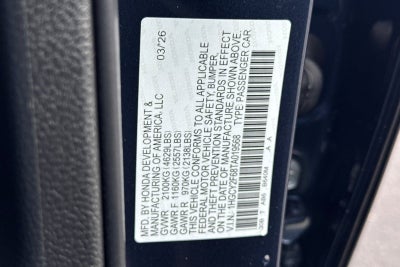 MFD. BY HONDA DEVELOPMENT &
MANUFACTURING OF AMERICA, LLC 03/26
GVWR 2100KG(4629LBS)
GAWR F 1160KG(2557LBS)
GAWR R 970KG(2138LBS)
THIS VEHICLE CONFORMS TO ALL APPLICABLE
FEDERAL MOTOR VEHICLE SAFETY, BUMPER,
AND THEFT PREVENTION STANDARDS IN EFFECT
ON THE DATE OF MANUFACTURE SHOWN ABOVE.
V.I.N.: TYPE:PASSENGER CAR
A A